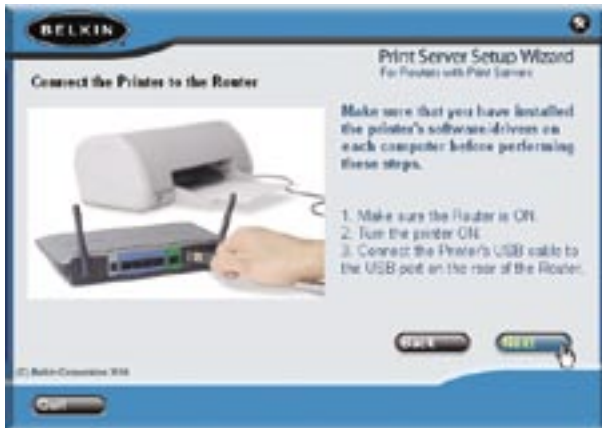 BELKIN
Print Server Setup Wizard
For Routers with Print Servers
Connect the Printer to the Router
Make sure that you have installed
the printer's software/drivers on
each computer before performing
these steps.
1. Make sure the Router is ON.
2. Turn the printer ON.
3. Connect the Printer's USB cable to
the USB port on the rear of the Router.
Back
Next
(C) Belkin Corporation
Quit